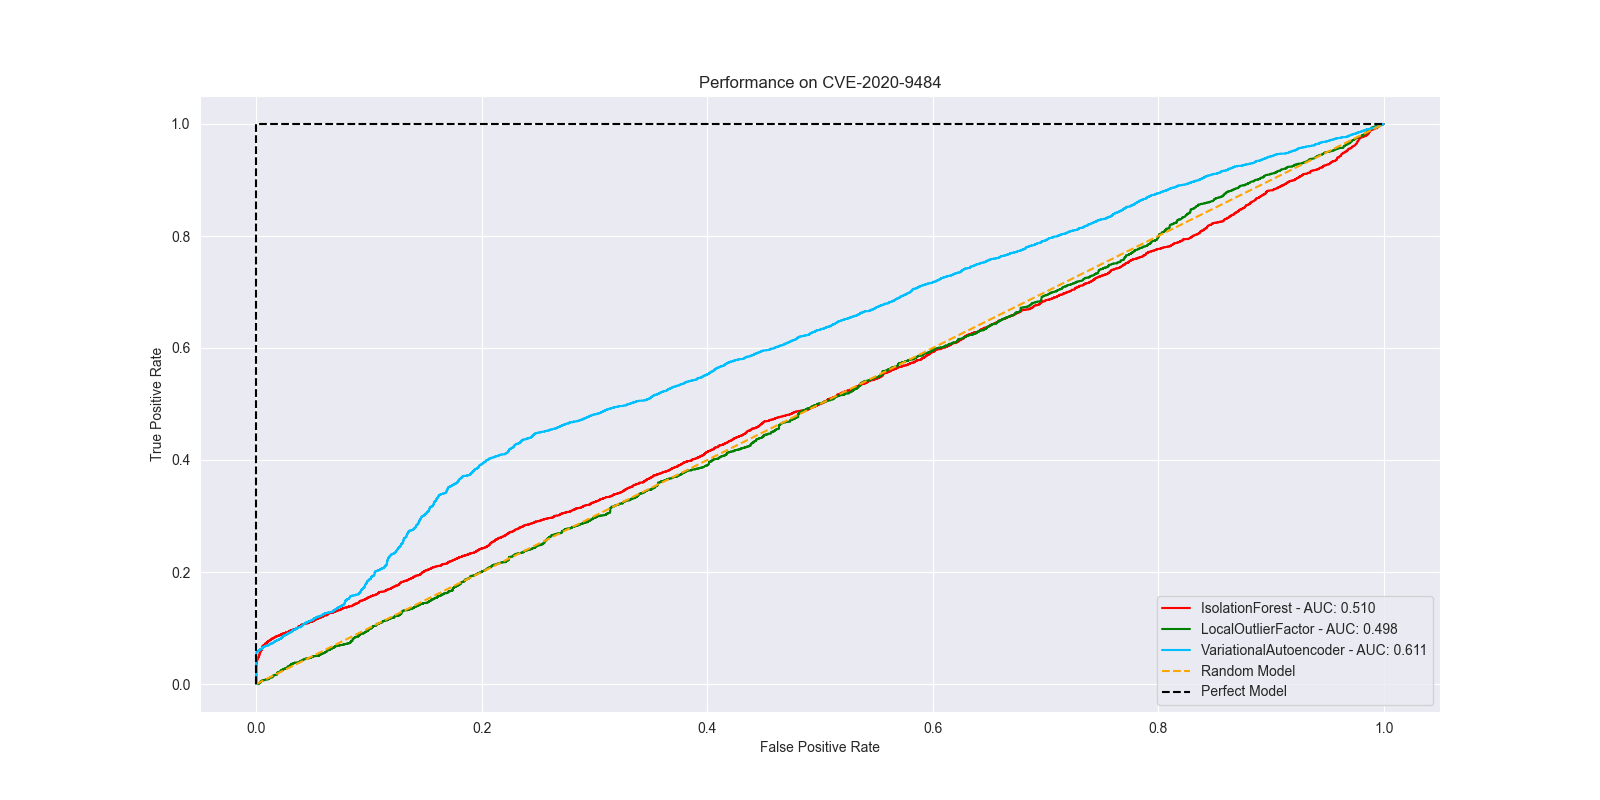 Performance on CVE-2020-9484
1.0
0.8
0.6
0.4
0.2
0.0
True Positive Rate
IsolationForest - AUC: 0.510
LocalOutlierFactor - AUC: 0.498
VariationalAutoencoder - AUC: 0.611
Random Model
Perfect Model
0.0 0.2 0.4 0.6 0.8 1.0
False Positive Rate